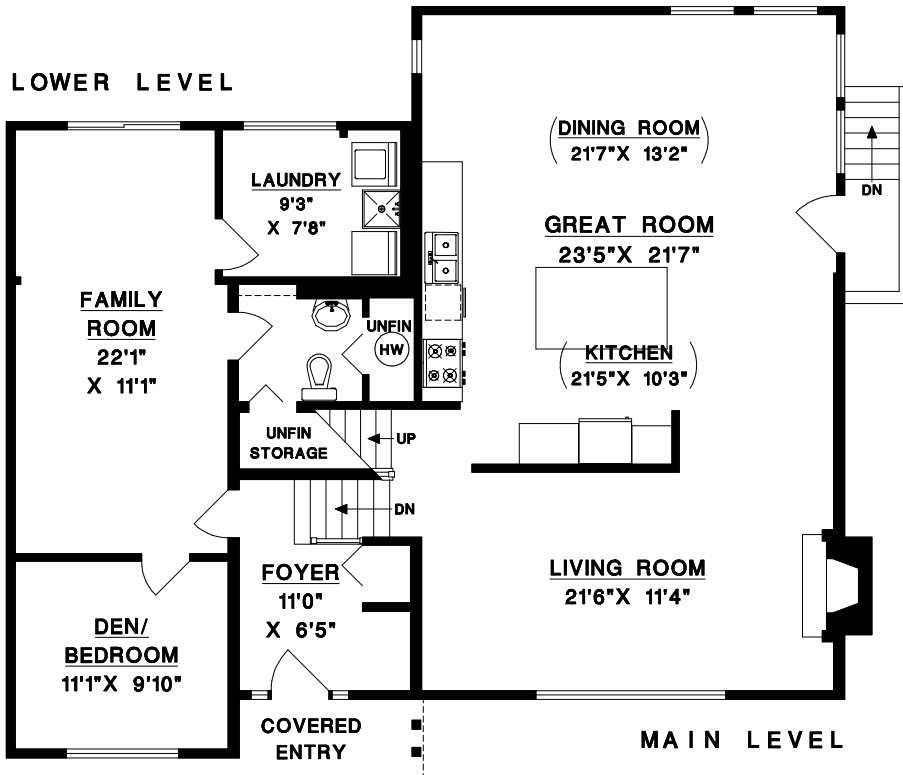 LOWER LEVEL
(DINING ROOM)
21'7"X 13'2"
DN
LAUNDRY
9'3"
X 7'8"
GREAT ROOM
23'5"X 21'7"
FAMILY
ROOM
22'1"
X 11'1"
UNFIN
HW
(KITCHEN)
21'5"X 10'3"
UNFIN
STORAGE
UP
DN
FOYER
11'0"
X 6'5"
LIVING ROOM
21'6"X 11'4"
DEN/
BEDROOM
11'1"X 9'10"
COVERED
ENTRY
MAIN LEVEL